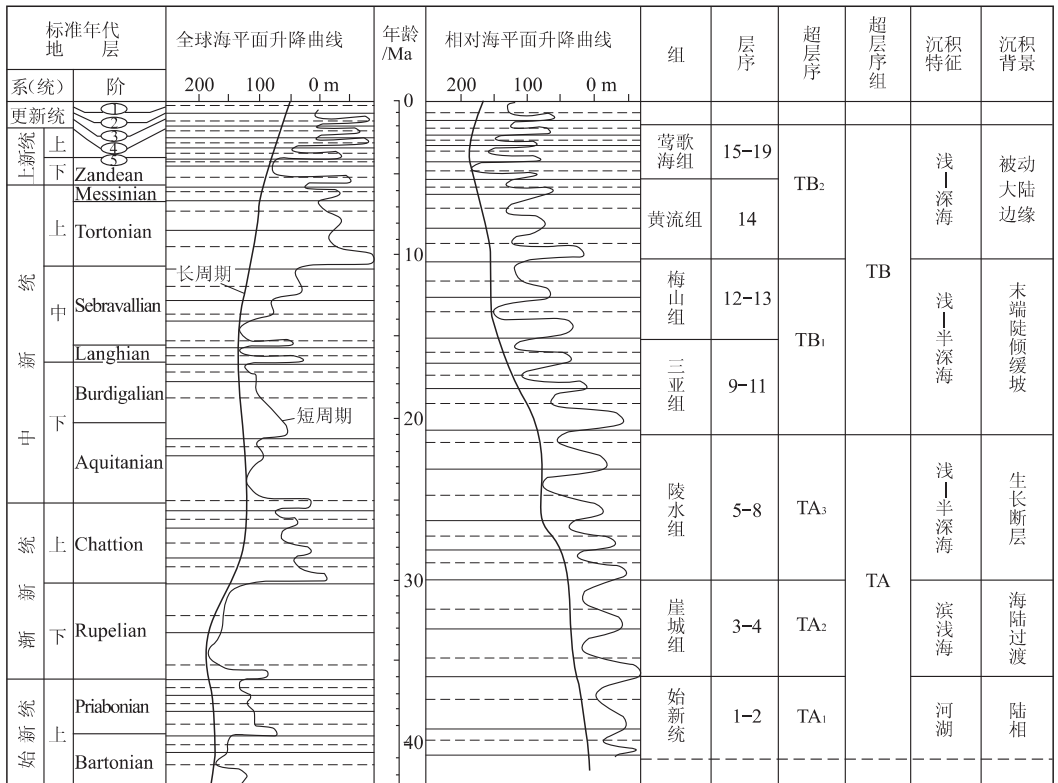 标准年代
地 层
全球海平面升降曲线
年龄
/Ma
相对海平面升降曲线
组
层序
超层序
超层序组
沉积特征
沉积背景
系(统)
阶
200 100 0 m
200 100 0 m
0
10
20
30
40
更新统
上新统
上
下
中新统
上
中
下
渐新统
上
下
始新统
上
①
②
③
④
⑤
Zandean
Messinian
Tortonian
Sebravallian
Langhian
Burdigalian
Aquitanian
Chattion
Rupelian
Priabonian
Bartonian
长周期
短周期
莺歌海组
15-19
黄流组
14
TB2
浅—深海
被动大陆边缘
梅山组
12-13
三亚组
9-11
TB1
TB
浅—半深海
末端陡倾缓坡
陵水组
5-8
TA3
浅—半深海
生长断层
崖城组
3-4
TA2
TA
滨浅海
海陆过渡
始新统
1-2
TA1
河湖
陆相